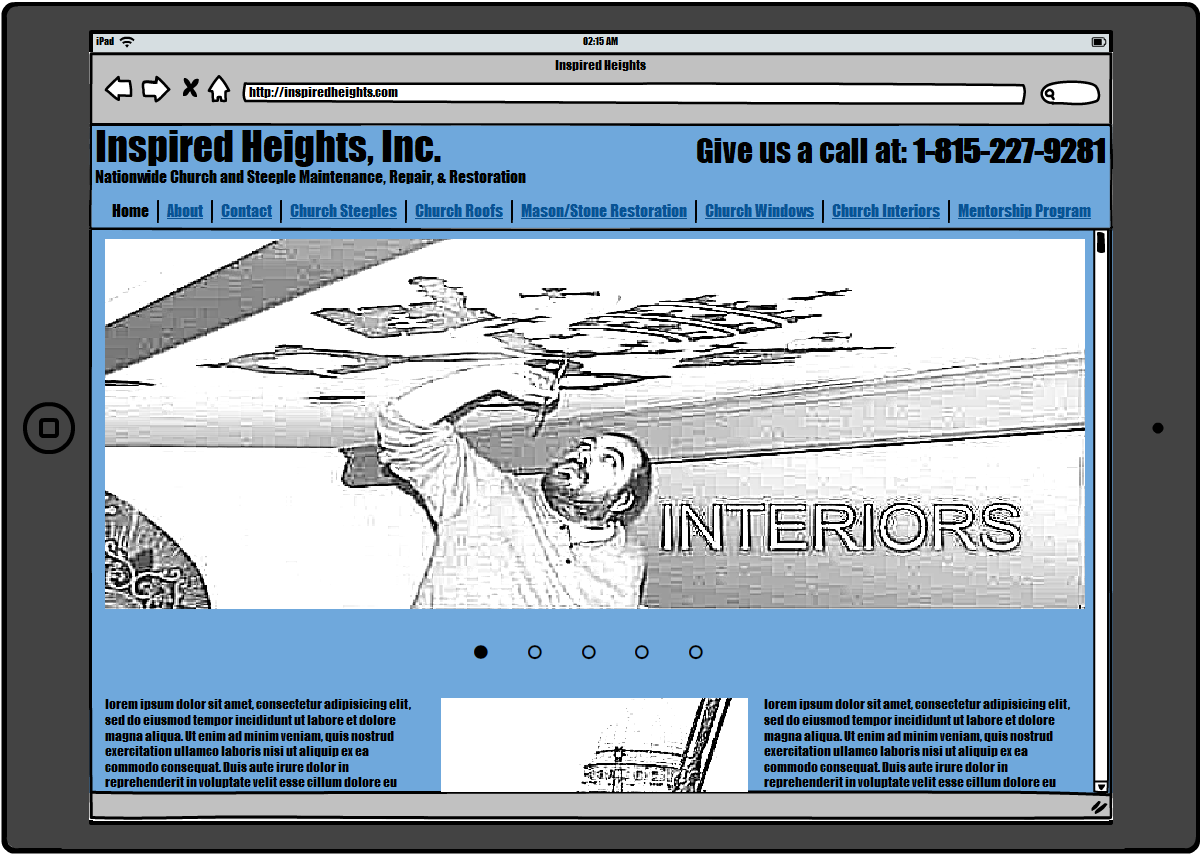 iPad 02:15 AM
Inspired Heights
http://inspiredheights.com
Inspired Heights, Inc.
Give us a call at: 1-815-227-9281
Nationwide Church and Steeple Maintenance, Repair, & Restoration
Home About Contact Church Steeples Church Roofs Mason/Stone Restoration Church Windows Church Interiors Mentorship Program
INTERIORS
lorem ipsum dolor sit amet, consectetur adipisicing elit,
sed do eiusmod tempor incididunt ut labore et dolore
magna aliqua. Ut enim ad minim veniam, quis nostrud
exercitation ullamco laboris nisi ut aliquip ex ea
commodo consequat. Duis aute irure dolor in
reprehenderit in voluptate velit esse cillum dolore eu
lorem ipsum dolor sit amet, consectetur adipisicing elit,
sed do eiusmod tempor incididunt ut labore et dolore
magna aliqua. Ut enim ad minim veniam, quis nostrud
exercitation ullamco laboris nisi ut aliquip ex ea
commodo consequat. Duis aute irure dolor in
reprehenderit in voluptate velit esse cillum dolore eu